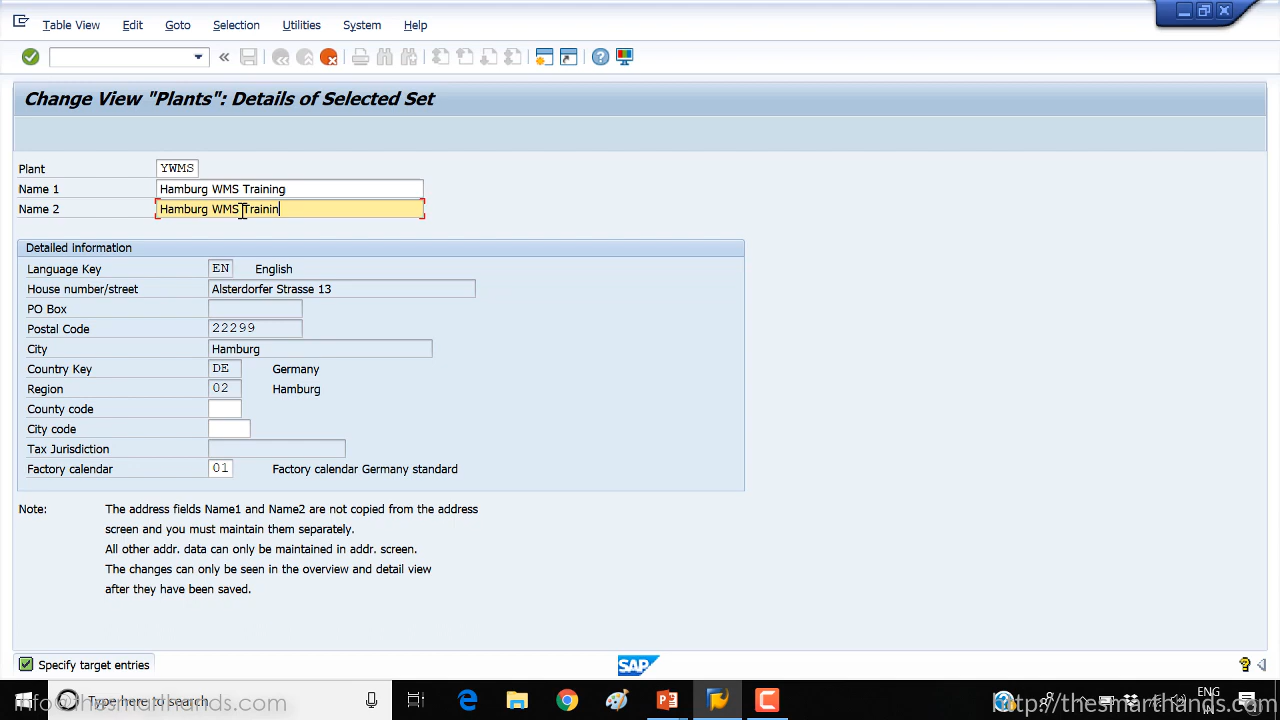 Table View Edit Goto Selection Utilities System Help
Change View "Plants": Details of Selected Set
Plant YWMS
Name 1 Hamburg WMS Training
Name 2 Hamburg WMS Trainin
Detailed Information
Language Key EN English
House number/street Alsterdorfer Strasse 13
PO Box
Postal Code 22299
City Hamburg
Country Key DE Germany
Region 02 Hamburg
County code
City code
Tax Jurisdiction
Factory calendar 01 Factory calendar Germany standard
Note: The address fields Name1 and Name2 are not copied from the address
screen and you must maintain them separately.
All other addr. data can only be maintained in addr. screen.
The changes can only be seen in the overview and detail view
after they have been saved.
Specify target entries
SAP
Type here to search
ENG
IN
http://thesmarthands.com